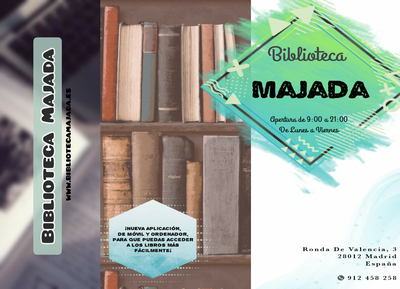 BIBLIOTECA MAJADA
WWW.BIBLIOTECAMAJADA.ES
¡NUEVA APLICACIÓN,
DE MÓVIL Y ORDENADOR,
PARA QUE PUEDAS ACCEDER
A LOS LIBROS MÁS
FÁCILMENTE¡
Biblioteca
MAJADA
Apertura de 9:00 a 21:00
De Lunes a Viernes
Ronda De Valencia, 3
28012 Madrid
España
912 458 258